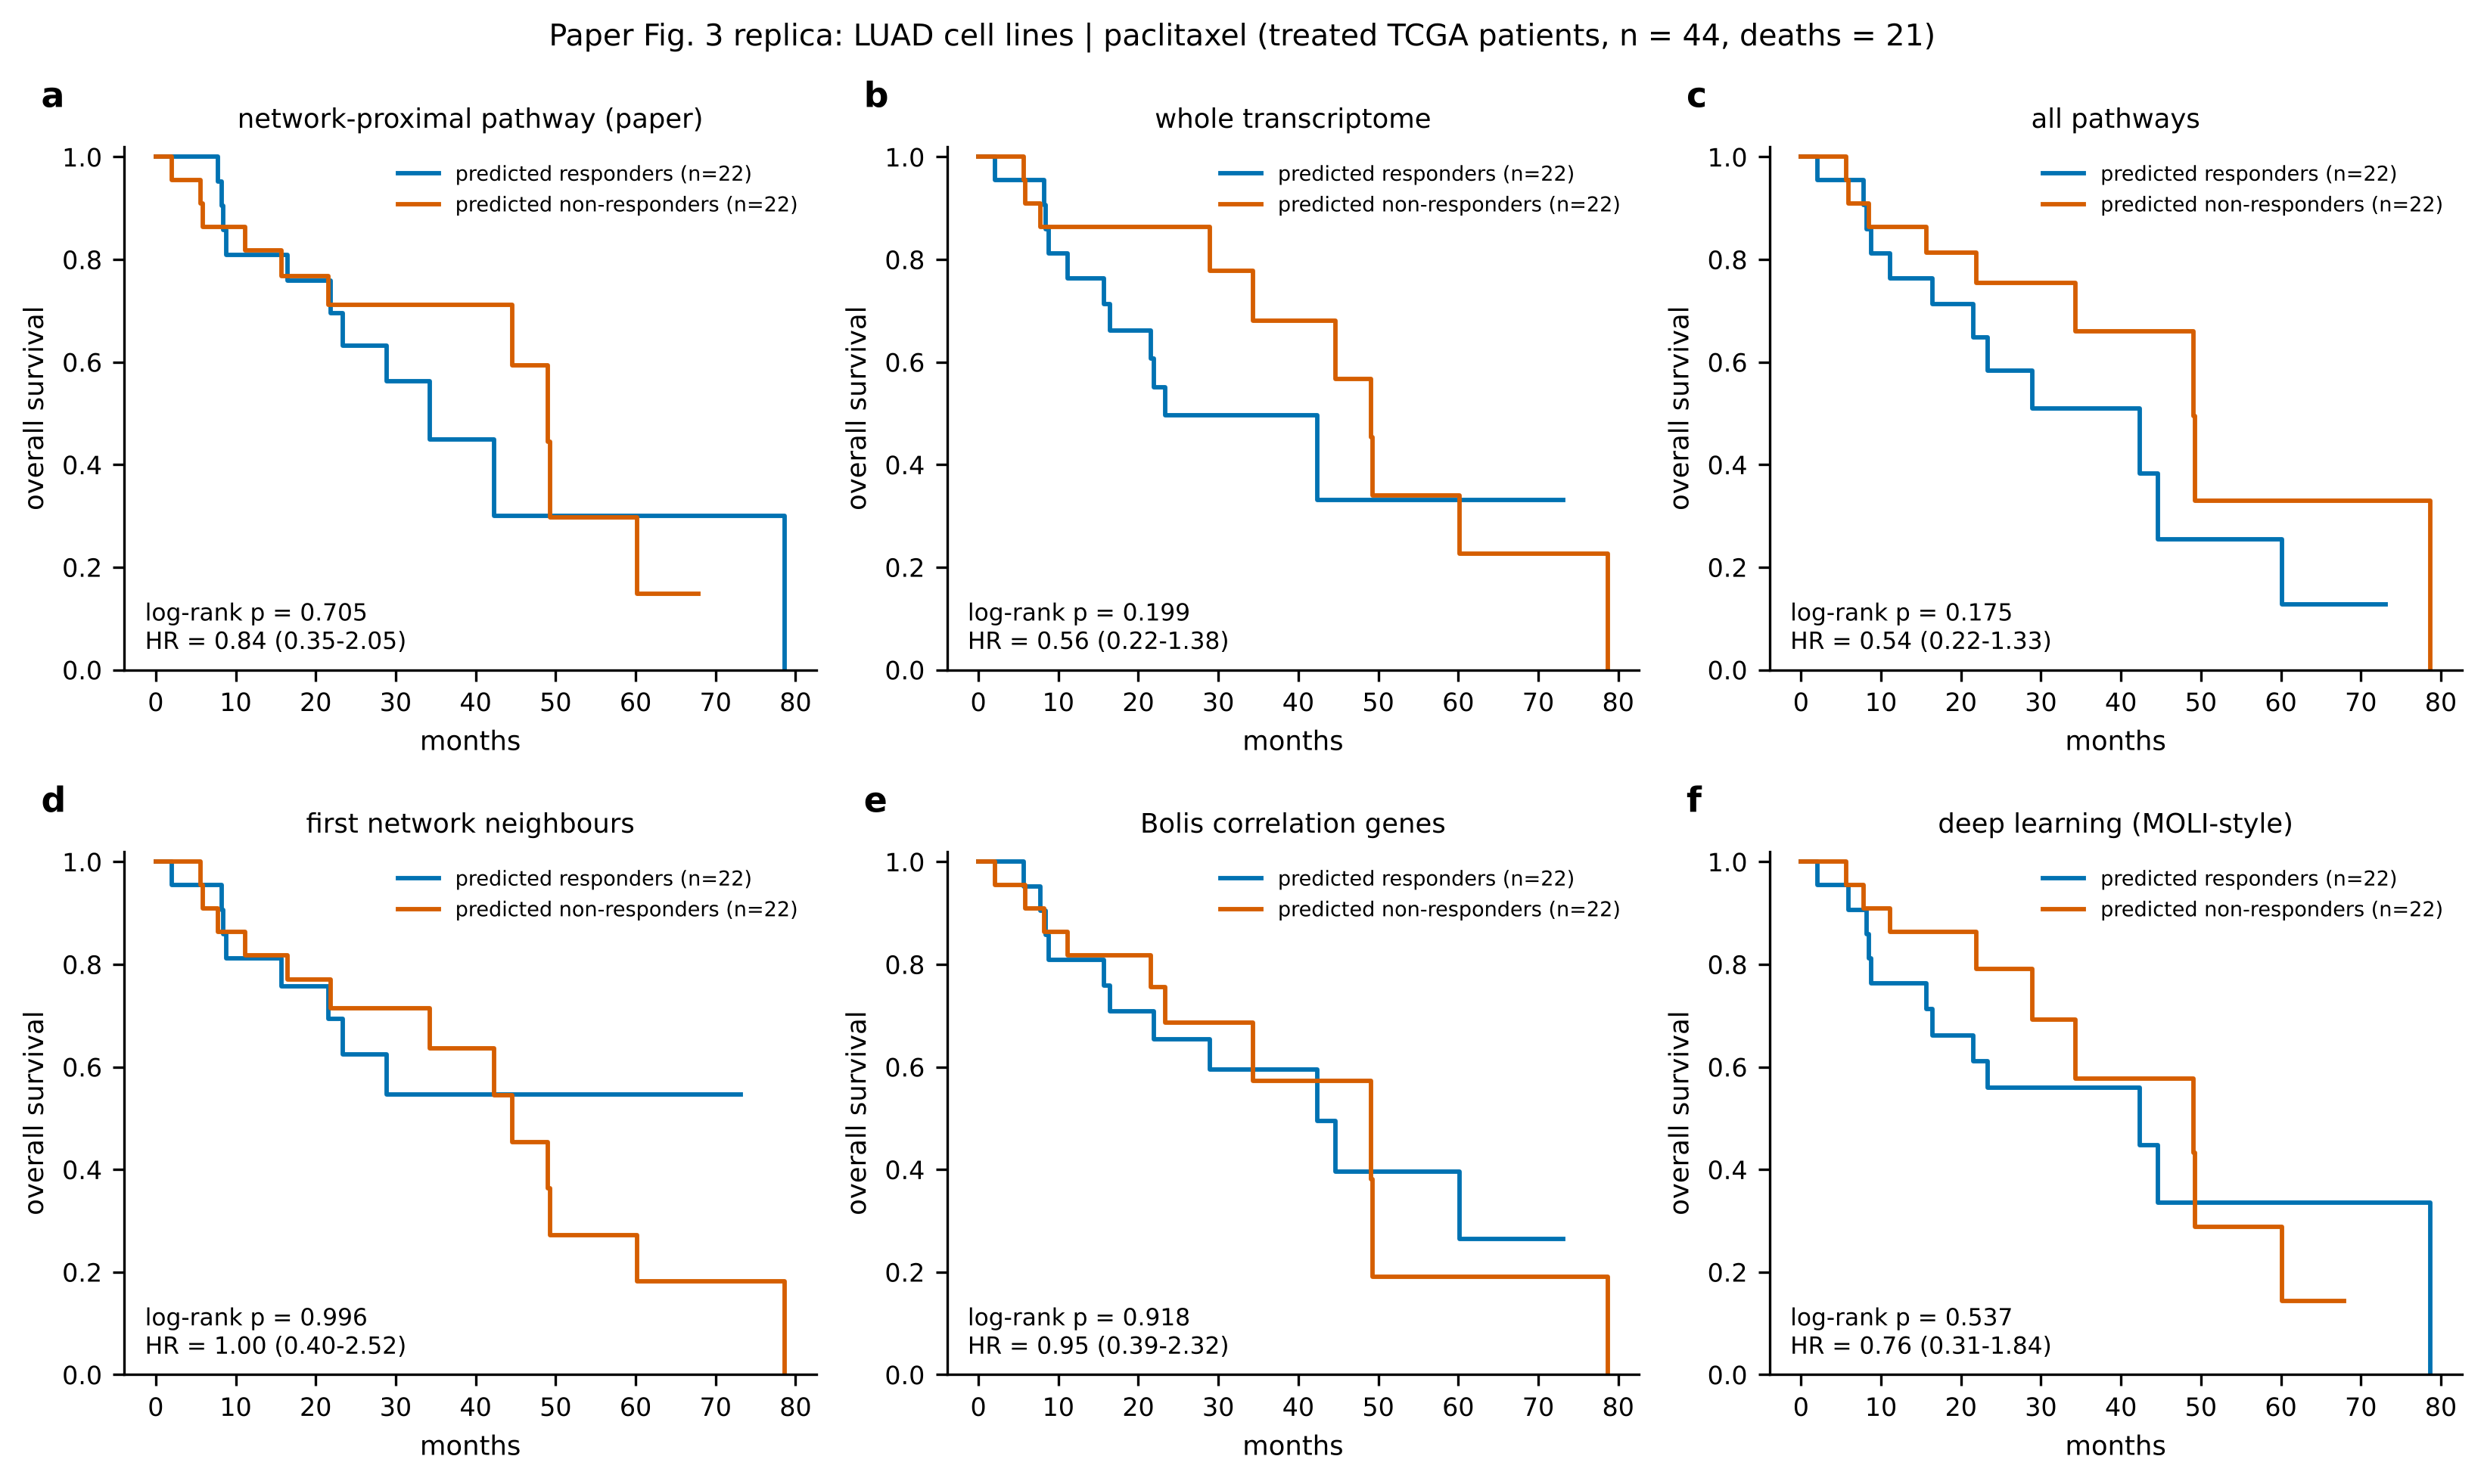 Paper Fig. 3 replica: LUAD cell lines | paclitaxel (treated TCGA patients, n = 44, deaths = 21)
a
network-proximal pathway (paper)
overall survival
1.0
0.8
0.6
0.4
0.2
0.0
predicted responders (n=22)
predicted non-responders (n=22)
log-rank p = 0.705
HR = 0.84 (0.35-2.05)
0 10 20 30 40 50 60 70 80
months
b
whole transcriptome
overall survival
1.0
0.8
0.6
0.4
0.2
0.0
predicted responders (n=22)
predicted non-responders (n=22)
log-rank p = 0.199
HR = 0.56 (0.22-1.38)
0 10 20 30 40 50 60 70 80
months
c
all pathways
overall survival
1.0
0.8
0.6
0.4
0.2
0.0
predicted responders (n=22)
predicted non-responders (n=22)
log-rank p = 0.175
HR = 0.54 (0.22-1.33)
0 10 20 30 40 50 60 70 80
months
d
first network neighbours
overall survival
1.0
0.8
0.6
0.4
0.2
0.0
predicted responders (n=22)
predicted non-responders (n=22)
log-rank p = 0.996
HR = 1.00 (0.40-2.52)
0 10 20 30 40 50 60 70 80
months
e
Bolis correlation genes
overall survival
1.0
0.8
0.6
0.4
0.2
0.0
predicted responders (n=22)
predicted non-responders (n=22)
log-rank p = 0.918
HR = 0.95 (0.39-2.32)
0 10 20 30 40 50 60 70 80
months
f
deep learning (MOLI-style)
overall survival
1.0
0.8
0.6
0.4
0.2
0.0
predicted responders (n=22)
predicted non-responders (n=22)
log-rank p = 0.537
HR = 0.76 (0.31-1.84)
0 10 20 30 40 50 60 70 80
months